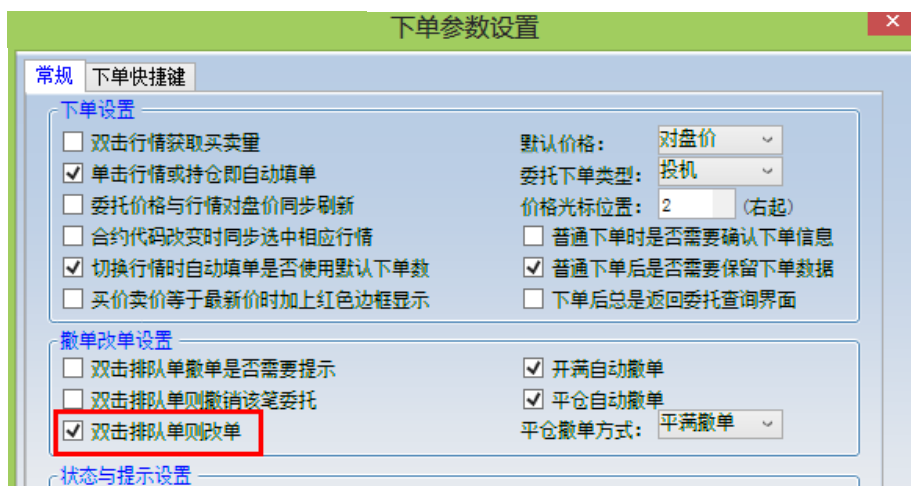 下单参数设置
常规 下单快捷键
下单设置
双击行情获取买卖量 默认价格: 对盘价
单击行情或持仓即自动填单 委托下单类型: 投机
委托价格与行情对盘价同步刷新 价格光标位置: 2 (右起)
合约代码改变时同步选中相应行情 普通下单时是否需要确认下单信息
切换行情时自动填单是否使用默认下单数 普通下单后是否需要保留下单数据
买价卖价等于最新价时加上红色边框显示 下单后总是返回委托查询界面
撤单改单设置
双击排队单撤单是否需要提示 开满自动撤单
双击排队单则撤销该笔委托 平仓自动撤单
双击排队单则改单 平仓撤单方式: 平满撤单
状态与提示设置